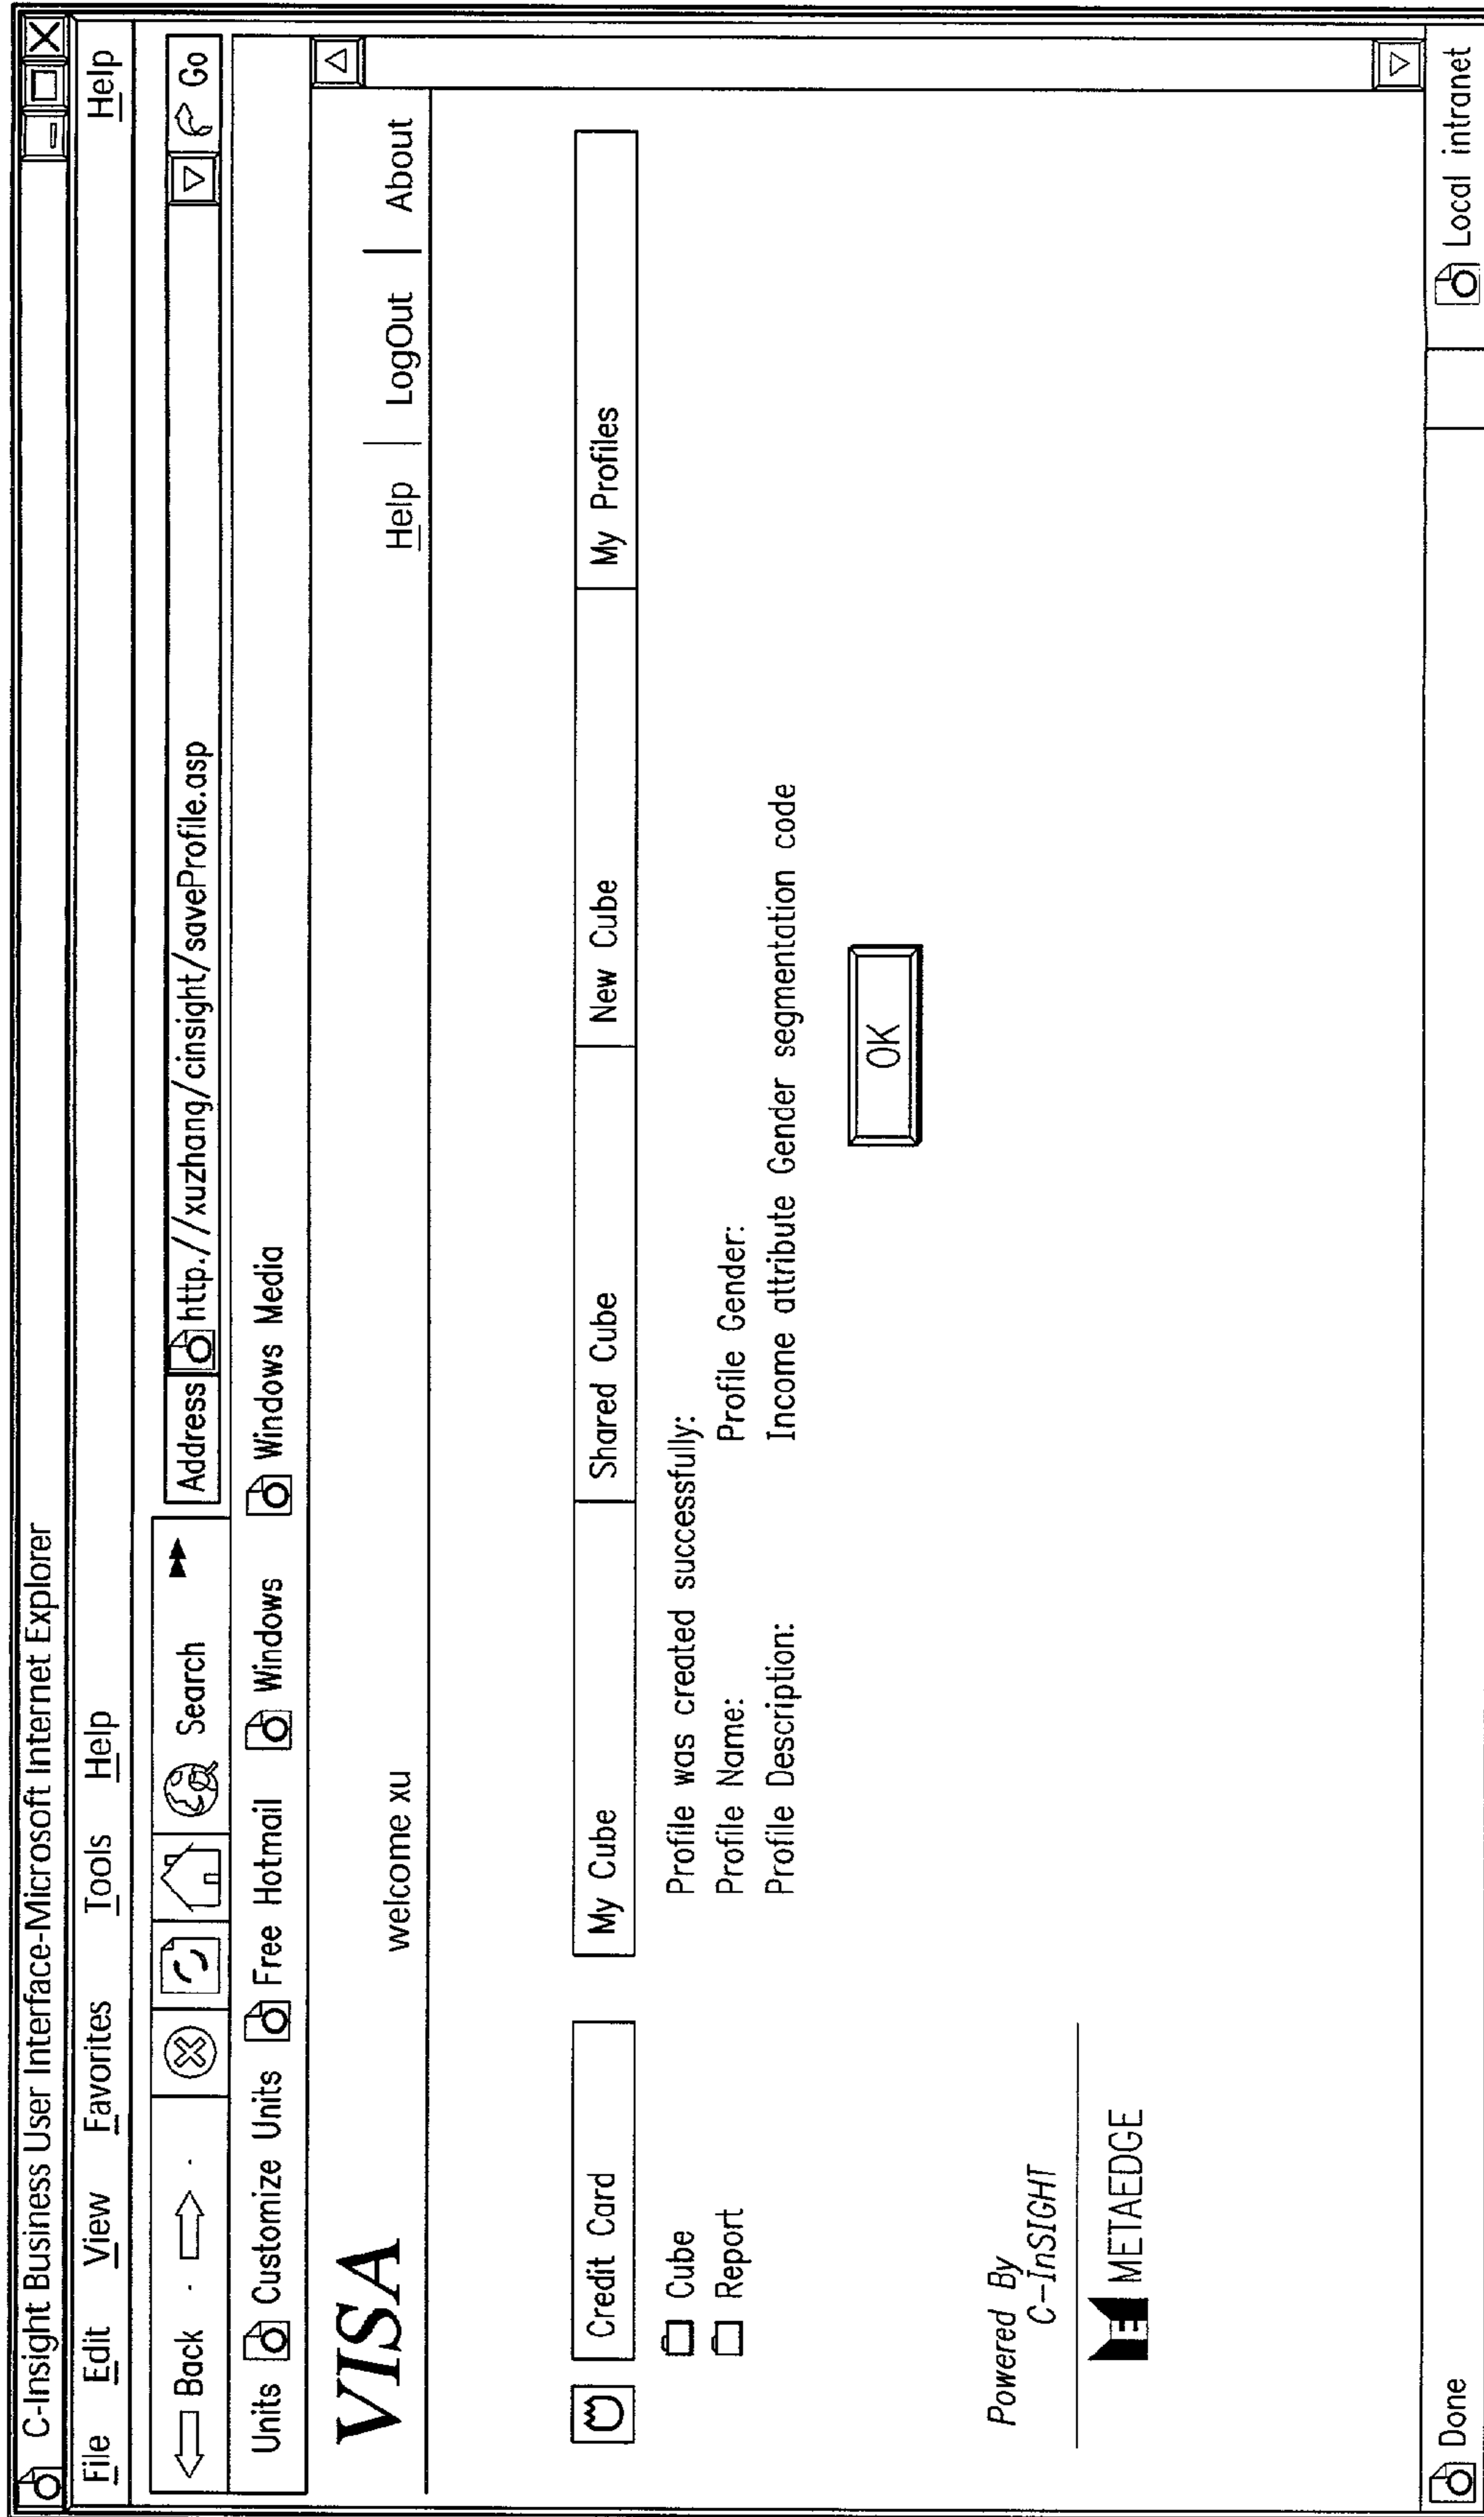 C-Insight Business User Interface-Microsoft Internet Explorer
File Edit View Favorites Tools Help Help
Back Search Address http.//xuzhang/cinsight/saveProfile.asp Go
Units Customize Units Free Hotmail Windows Windows Media
VISA welcome xu Help | LogOut | About
Credit Card My Cube Shared Cube New Cube My Profiles
Cube Profile was created successfully:
Report Profile Name: Profile Gender:
Profile Description: Income attribute Gender segmentation code
OK
Powered By
C-InSIGHT
E METAEDGE
Done Local intranet